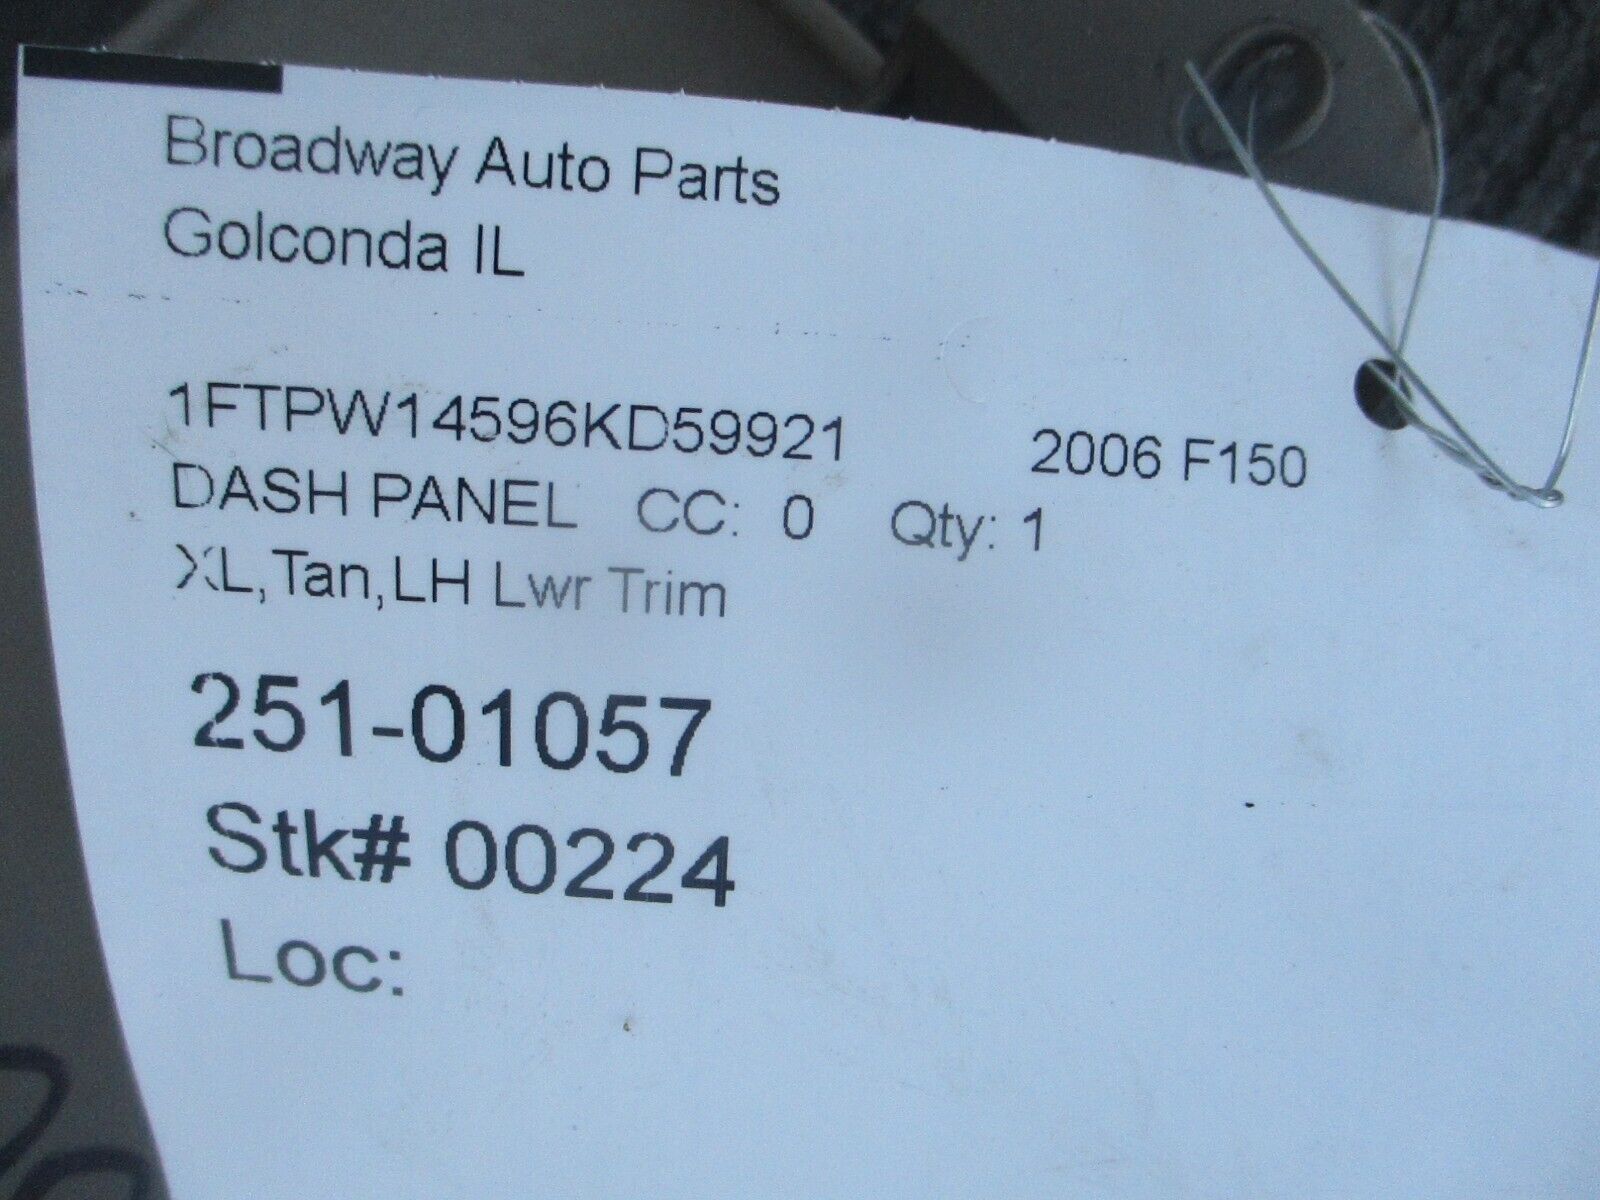 Broadway Auto Parts
Golconda IL
1FTPW14596KD59921 2006 F150
DASH PANEL CC: 0 Qty: 1
XL,Tan,LH Lwr Trim
251-01057
Stk# 00224
Loc: